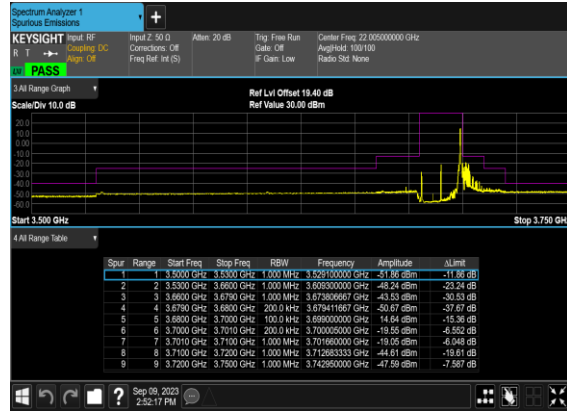 Spectrum Analyzer 1
Spurious Emissions
KEYSIGHT Input: RF Input Z: 50 Ω Atten: 20 dB Trig: Free Run Center Freq: 22.005000000 GHz
R T Coupling: DC Corrections: Off Gate: Off Avg|Hold: 100/100
Align: Off Freq Ref: Int (S) IF Gain: Low Radio Std: None
PASS
3 All Range Graph Ref Lvl Offset 19.40 dB
Scale/Div 10.0 dB Ref Value 30.00 dBm
20.0
10.0
0.00
-10.0
-20.0
-30.0
-40.0
-50.0
-60.0
Start 3.500 GHz Stop 3.750 GH
4 All Range Table
Spur Range Start Freq Stop Freq RBW Frequency Amplitude ΔLimit
1 1 3.5000 GHz 3.5300 GHz 1.000 MHz 3.529100000 GHz -51.86 dBm -11.86 dB
2 2 3.5300 GHz 3.6600 GHz 1.000 MHz 3.609300000 GHz -48.24 dBm -23.24 dB
3 3 3.6600 GHz 3.6790 GHz 1.000 MHz 3.673806667 GHz -43.53 dBm -30.53 dB
4 4 3.6790 GHz 3.6800 GHz 200.0 kHz 3.679411667 GHz -50.67 dBm -37.67 dB
5 5 3.6800 GHz 3.7000 GHz 100.0 kHz 3.699000000 GHz 14.64 dBm -15.36 dB
6 6 3.7000 GHz 3.7010 GHz 200.0 kHz 3.700005000 GHz -19.55 dBm -6.552 dB
7 7 3.7010 GHz 3.7100 GHz 1.000 MHz 3.701660000 GHz -19.05 dBm -6.048 dB
8 8 3.7100 GHz 3.7200 GHz 1.000 MHz 3.712683333 GHz -44.61 dBm -19.61 dB
9 9 3.7200 GHz 3.7500 GHz 1.000 MHz 3.742950000 GHz -47.59 dBm -7.587 dB
Sep 09, 2023
2:52:17 PM